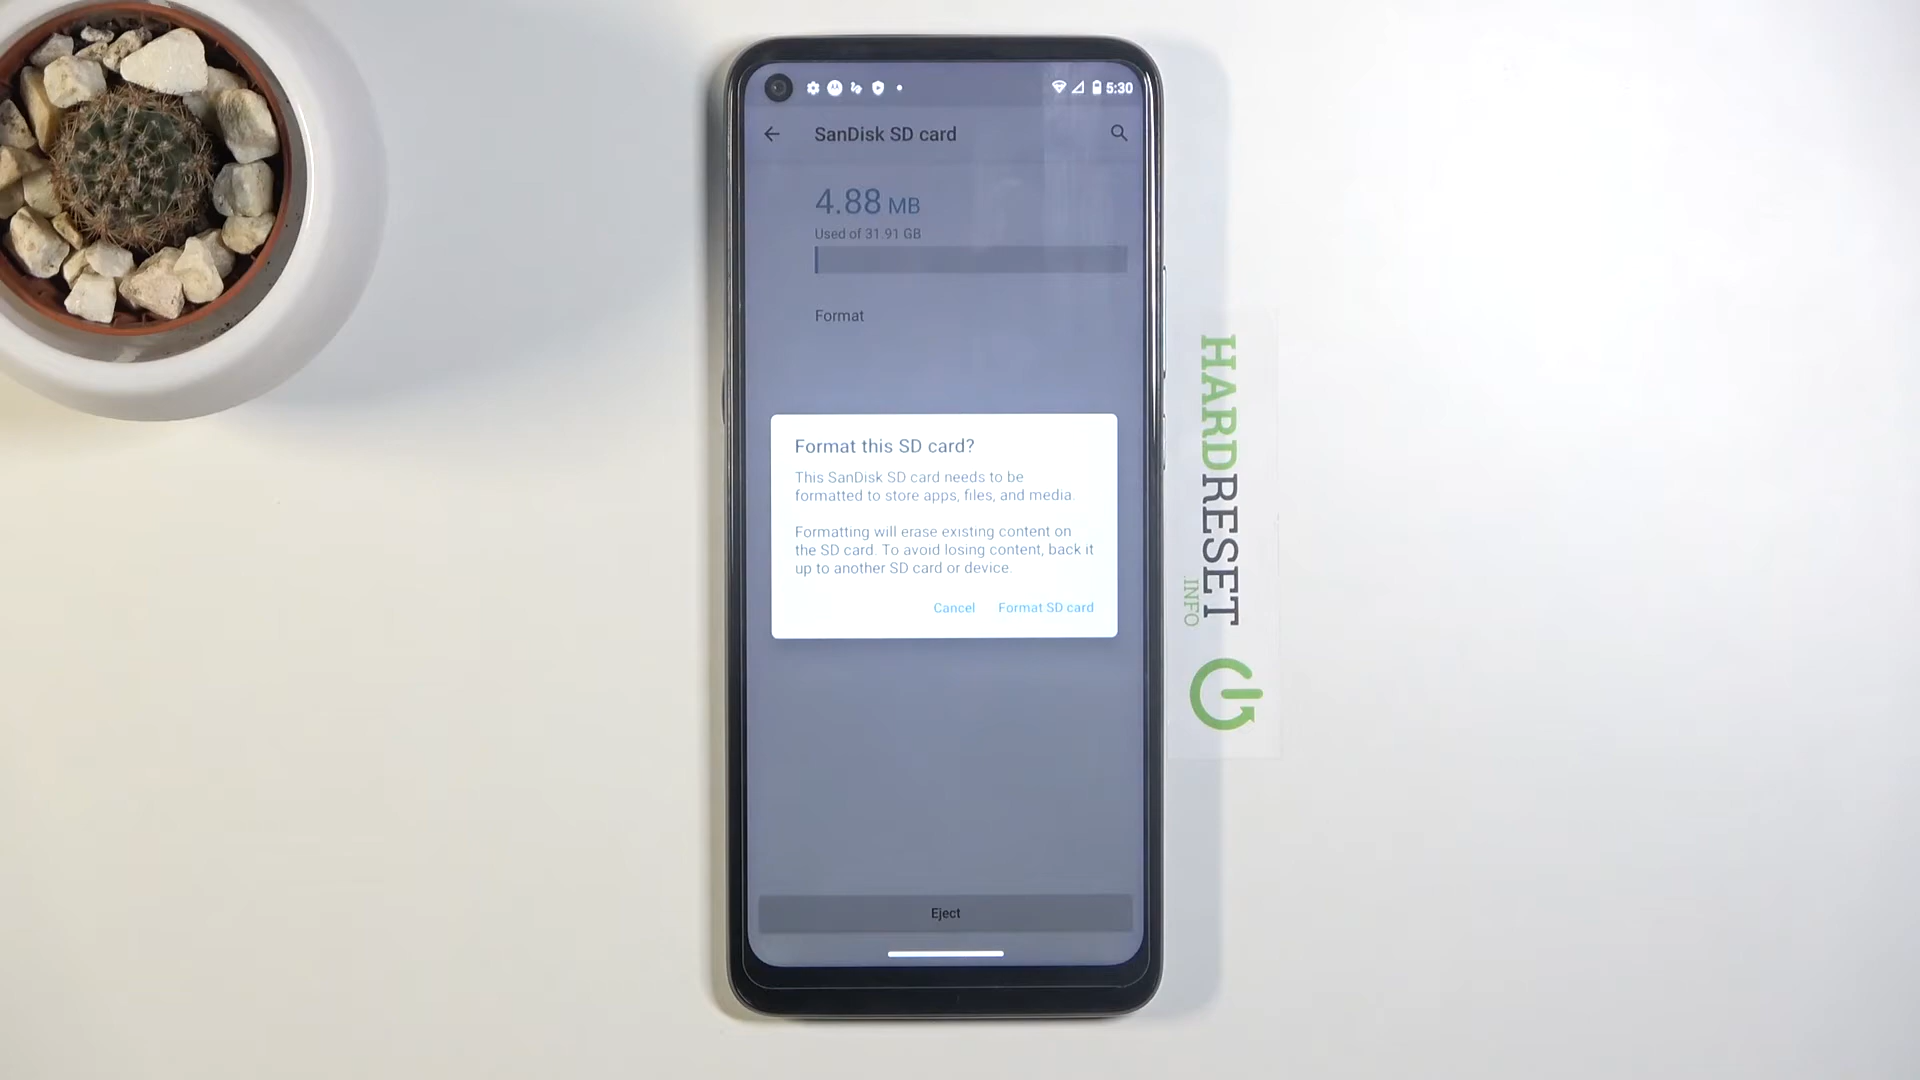 5:30
SanDisk SD card
4.88 MB
Used of 31.91 GB
Format
Format this SD card?
This SanDisk SD card needs to be
formatted to store apps, files, and media.
Formatting will erase existing content on
the SD card. To avoid losing content, back it
up to another SD card or device.
Cancel Format SD card
Eject
HARDRESET
.INFO